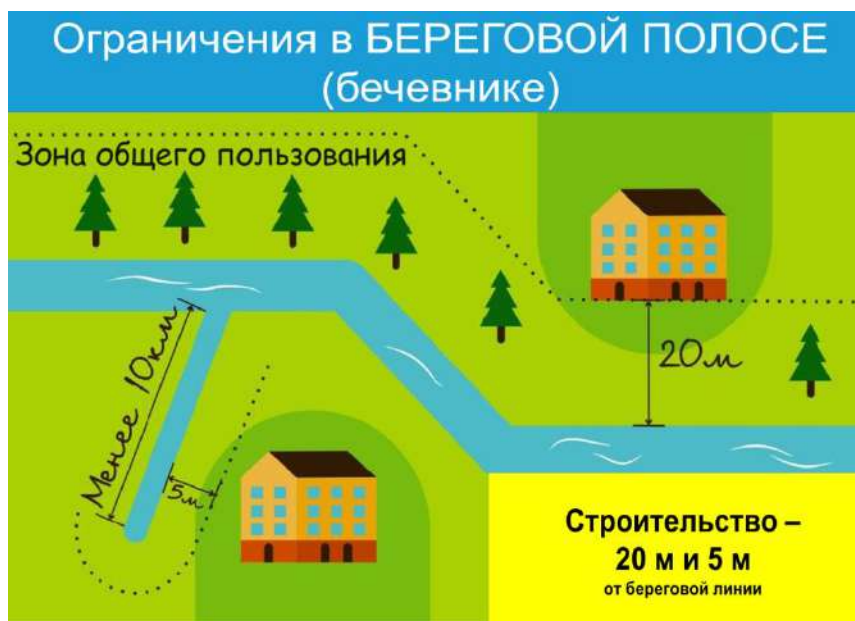 Ограничения в БЕРЕГОВОЙ ПОЛОСЕ
(бечевнике)
Зона общего пользования
Менее 10км
5м
20м
Строительство –
20 м и 5 м
от береговой линии